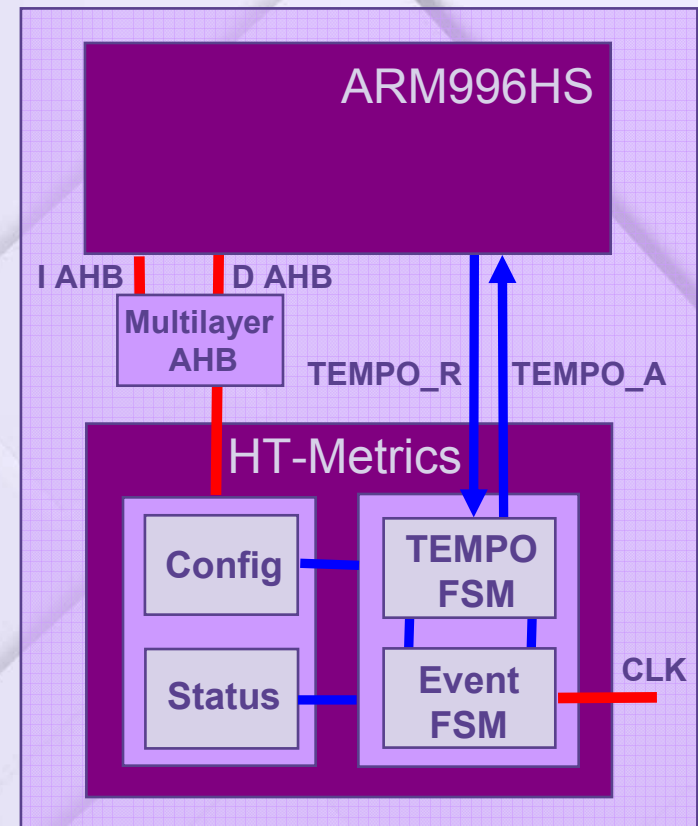 ARM996HS
I AHB
D AHB
Multilayer
AHB
TEMPO_R
TEMPO_A
HT-Metrics
Config
TEMPO
FSM
Status
Event
FSM
CLK